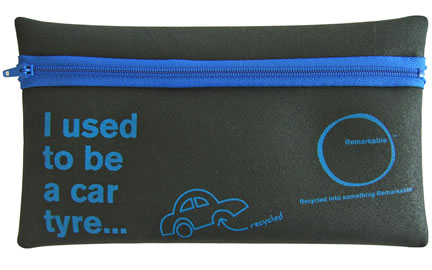 I used
to be
a car
tyre...
recycled
Remarkable
Recycled into something Remarkable